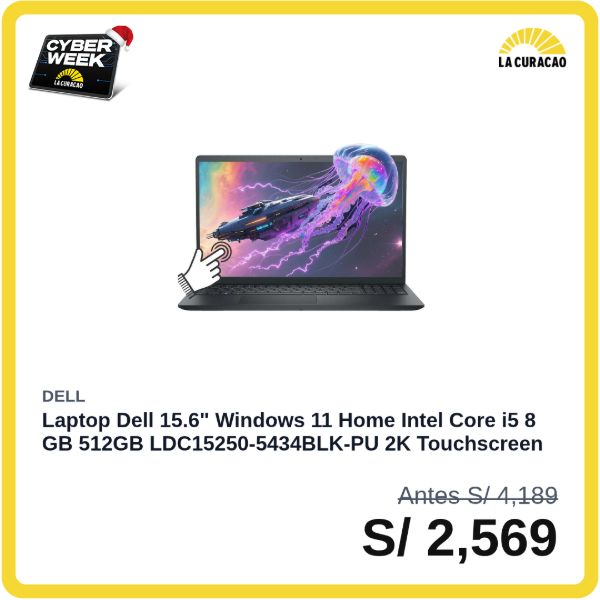 CYBER
WEEK
LA CURACAO
LA CURACAO
DELL
Laptop Dell 15.6" Windows 11 Home Intel Core i5 8
GB 512GB LDC15250-5434BLK-PU 2K Touchscreen
Antes S/ 4,189
S/ 2,569